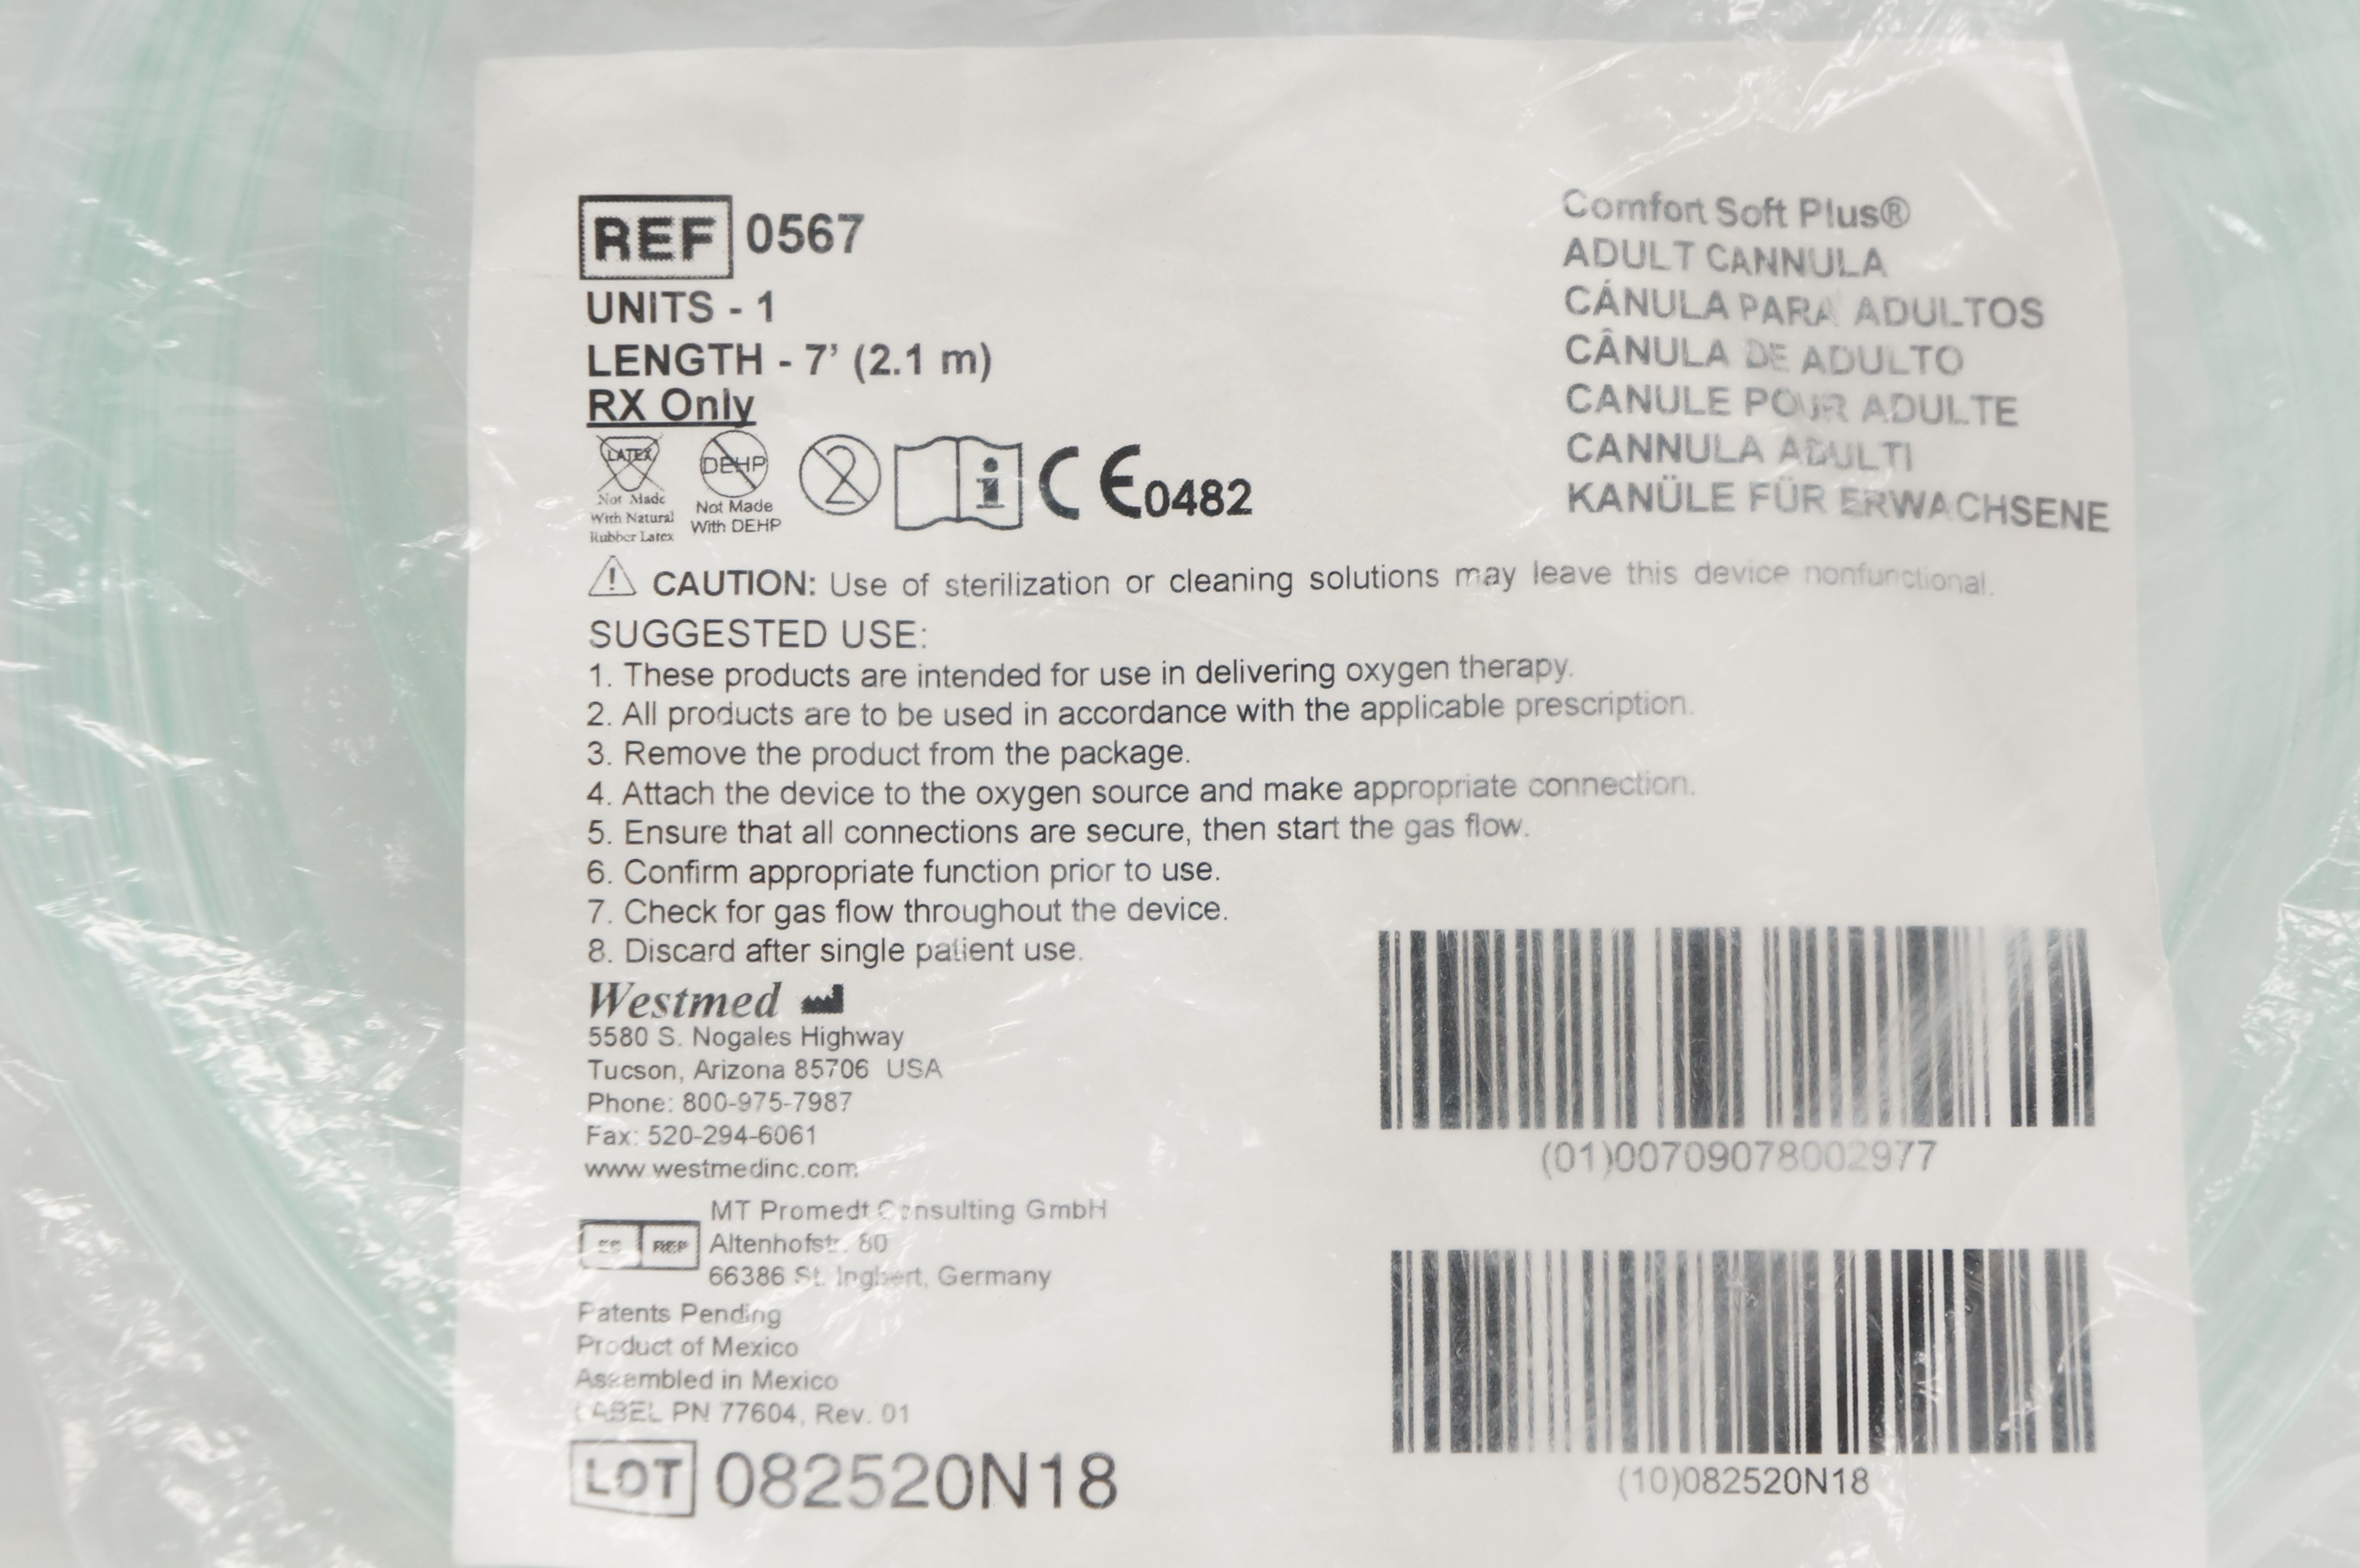 REF 0567
UNITS - 1
LENGTH - 7' (2.1 m)
RX Only
Comfort Soft Plus®
ADULT CANNULA
CÁNULA PARA ADULTOS
CÂNULA DE ADULTO
CANULE POUR ADULTE
CANNULA ADULTI
KANÜLE FÜR ERWACHSENE
LATEX
Not Made
With Natural
Rubber Latex
DEHP
Not Made
With DEHP
2
i
CE 0482
CAUTION: Use of sterilization or cleaning solutions may leave this device nonfunctional.
SUGGESTED USE:
1. These products are intended for use in delivering oxygen therapy.
2. All products are to be used in accordance with the applicable prescription.
3. Remove the product from the package.
4. Attach the device to the oxygen source and make appropriate connection.
5. Ensure that all connections are secure, then start the gas flow.
6. Confirm appropriate function prior to use.
7. Check for gas flow throughout the device.
8. Discard after single patient use.
Westmed
5580 S. Nogales Highway
Tucson, Arizona 85706 USA
Phone: 800-975-7987
Fax: 520-294-6061
www.westmedinc.com
EC REP
MT Promedt Consulting GmbH
Altenhofstr. 80
66386 St. Ingbert, Germany
Patents Pending
Product of Mexico
Assembled in Mexico
LABEL PN 77604, Rev. 01
LOT 082520N18
(01)00709078002977
(10)082520N18